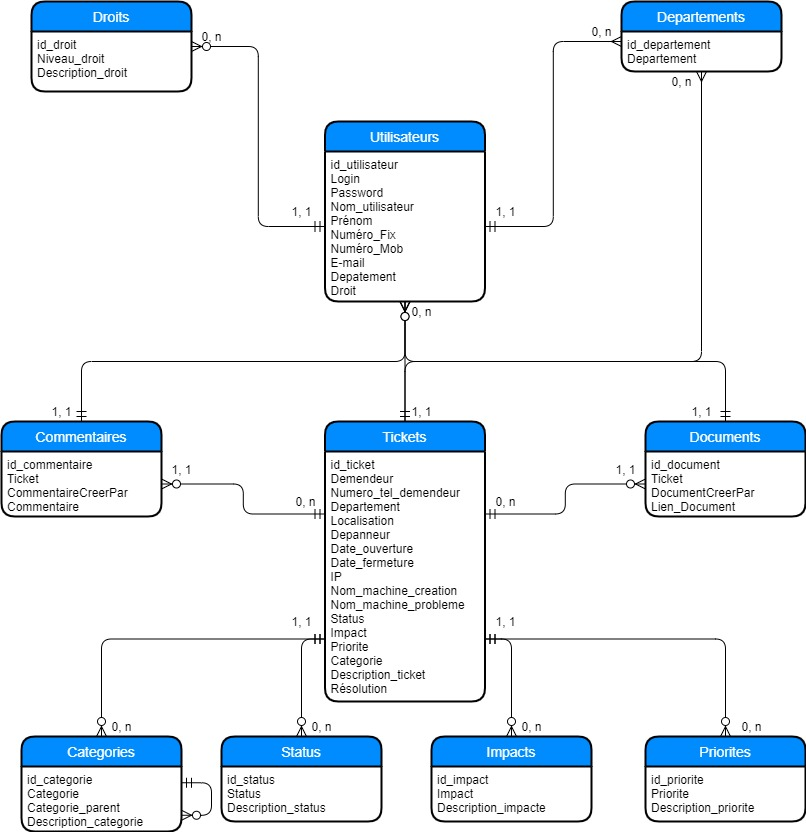 Droits
id_droit
Niveau_droit
Description_droit
0, n
Departements
id_departement
Departement
0, n
0, n
Utilisateurs
id_utilisateur
Login
Password
Nom_utilisateur
Prénom
Numéro_Fix
Numéro_Mob
E-mail
Depatement
Droit
1, 1
1, 1
0, n
1, 1
1, 1
1, 1
Commentaires
id_commentaire
Ticket
CommentaireCreerPar
Commentaire
1, 1
0, n
Tickets
id_ticket
Demendeur
Numero_tel_demendeur
Departement
Localisation
Depanneur
Date_ouverture
Date_fermeture
IP
Nom_machine_creation
Nom_machine_probleme
Status
Impact
Priorite
Categorie
Description_ticket
Résolution
0, n
1, 1
Documents
id_document
Ticket
DocumentCreerPar
Lien_Document
1, 1
1, 1
0, n
0, n
0, n
0, n
Categories
id_categorie
Categorie
Categorie_parent
Description_categorie
Status
id_status
Status
Description_status
Impacts
id_impact
Impact
Description_impacte
Priorites
id_priorite
Priorite
Description_priorite